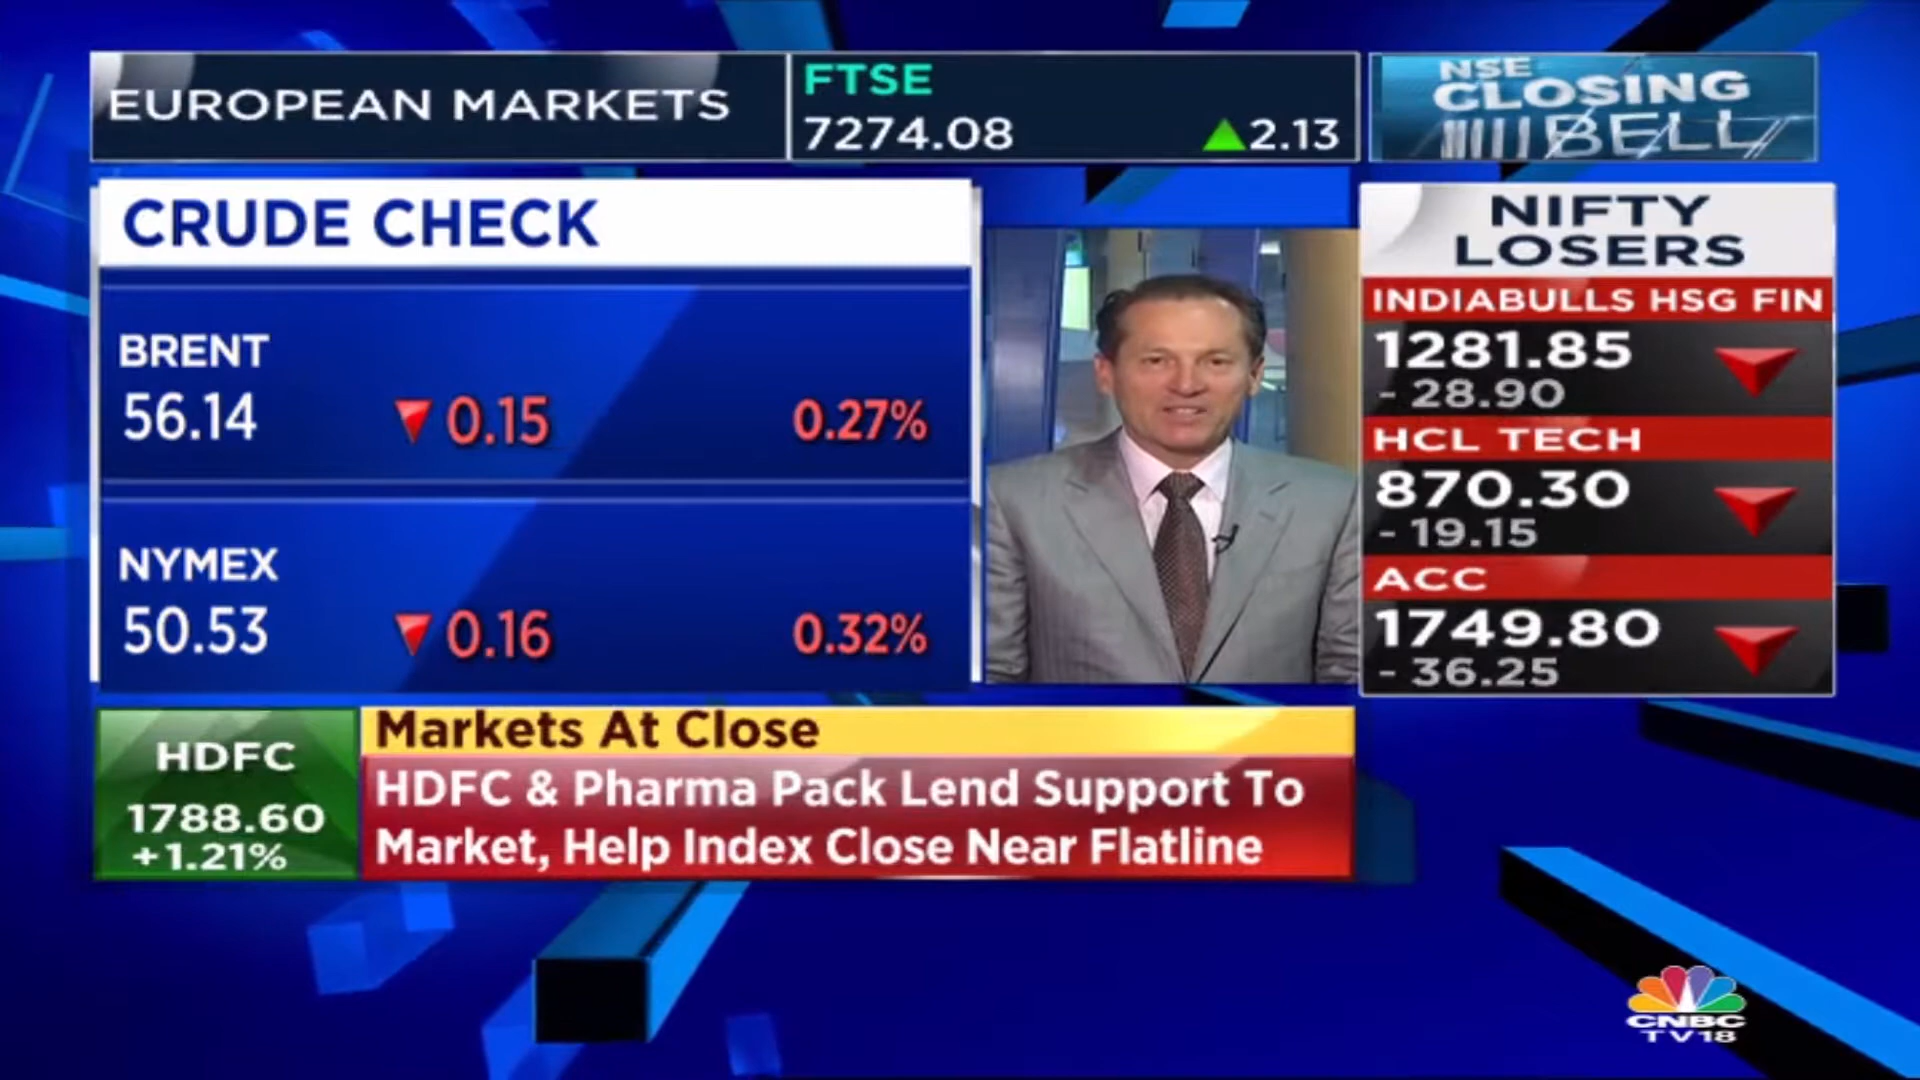 EUROPEAN MARKETS
FTSE
7274.08 ▲2.13
NSE
CLOSING
BELL
CRUDE CHECK
BRENT
56.14 ▼ 0.15 0.27%
NYMEX
50.53 ▼ 0.16 0.32%
NIFTY
LOSERS
INDIABULLS HSG FIN
1281.85 ▼
- 28.90
HCL TECH
870.30 ▼
- 19.15
ACC
1749.80 ▼
- 36.25
HDFC
1788.60
+1.21%
Markets At Close
HDFC & Pharma Pack Lend Support To
Market, Help Index Close Near Flatline
CNBC
TV18